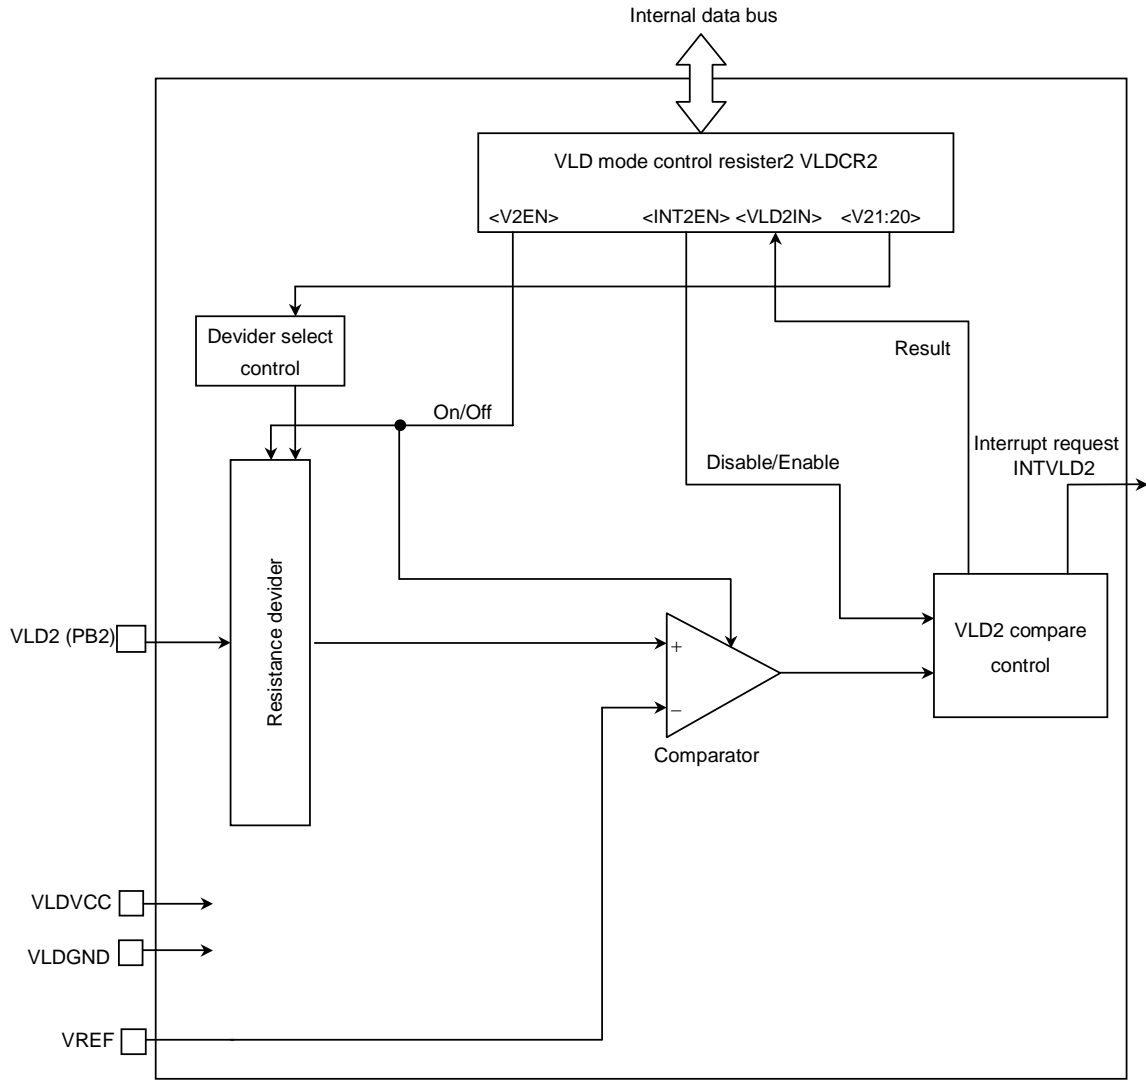 Internal data bus
VLD mode control resister2 VLDCR2
<V2EN> <INT2EN> <VLD2IN> <V21:20>
Devider select
control
Result
On/Off
Interrupt request
INTVLD2
Disable/Enable
Resistance devider
VLD2 (PB2)
+
−
VLD2 compare
control
Comparator
VLDVCC
VLDGND
VREF